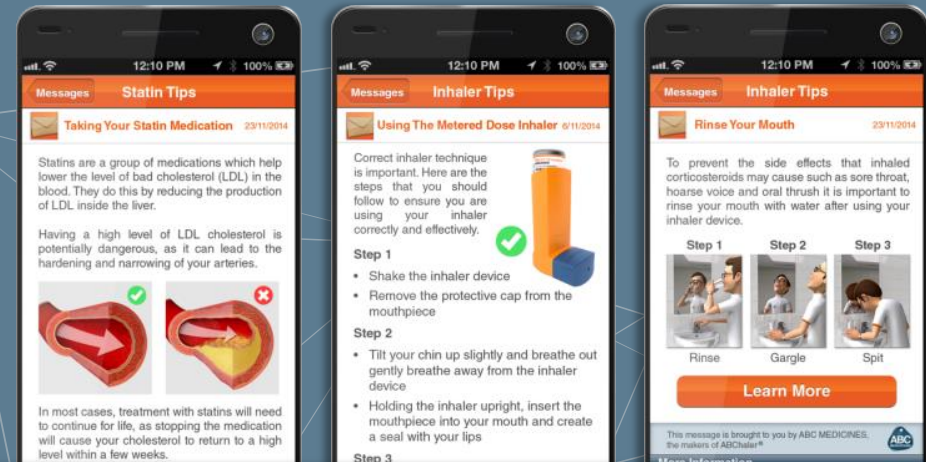 12:10 PM 100%
Messages Statin Tips
Taking Your Statin Medication 23/11/2014
Statins are a group of medications which help
lower the level of bad cholesterol (LDL) in the
blood. They do this by reducing the production
of LDL inside the liver.
Having a high level of LDL cholesterol is
potentially dangerous, as it can lead to the
hardening and narrowing of your arteries.
In most cases, treatment with statins will need
to continue for life, as stopping the medication
will cause your cholesterol to return to a high
level within a few weeks.
12:10 PM 100%
Messages Inhaler Tips
Using The Metered Dose Inhaler 6/11/2014
Correct inhaler technique
is important. Here are the
steps that you should
follow to ensure you are
using your inhaler
correctly and effectively.
Step 1
• Shake the inhaler device
• Remove the protective cap from the
mouthpiece
Step 2
• Tilt your chin up slightly and breathe out
gently breathe away from the inhaler
device
• Holding the inhaler upright, insert the
mouthpiece into your mouth and create
a seal with your lips
Step 3
12:10 PM 100%
Messages Inhaler Tips
Rinse Your Mouth 23/11/2014
To prevent the side effects that inhaled
corticosteroids may cause such as sore throat,
hoarse voice and oral thrush it is important to
rinse your mouth with water after using your
inhaler device.
Step 1 Step 2 Step 3
Rinse Gargle Spit
Learn More
This message is brought to you by ABC MEDICINES,
the makers of ABChaler®
ABC
More Information